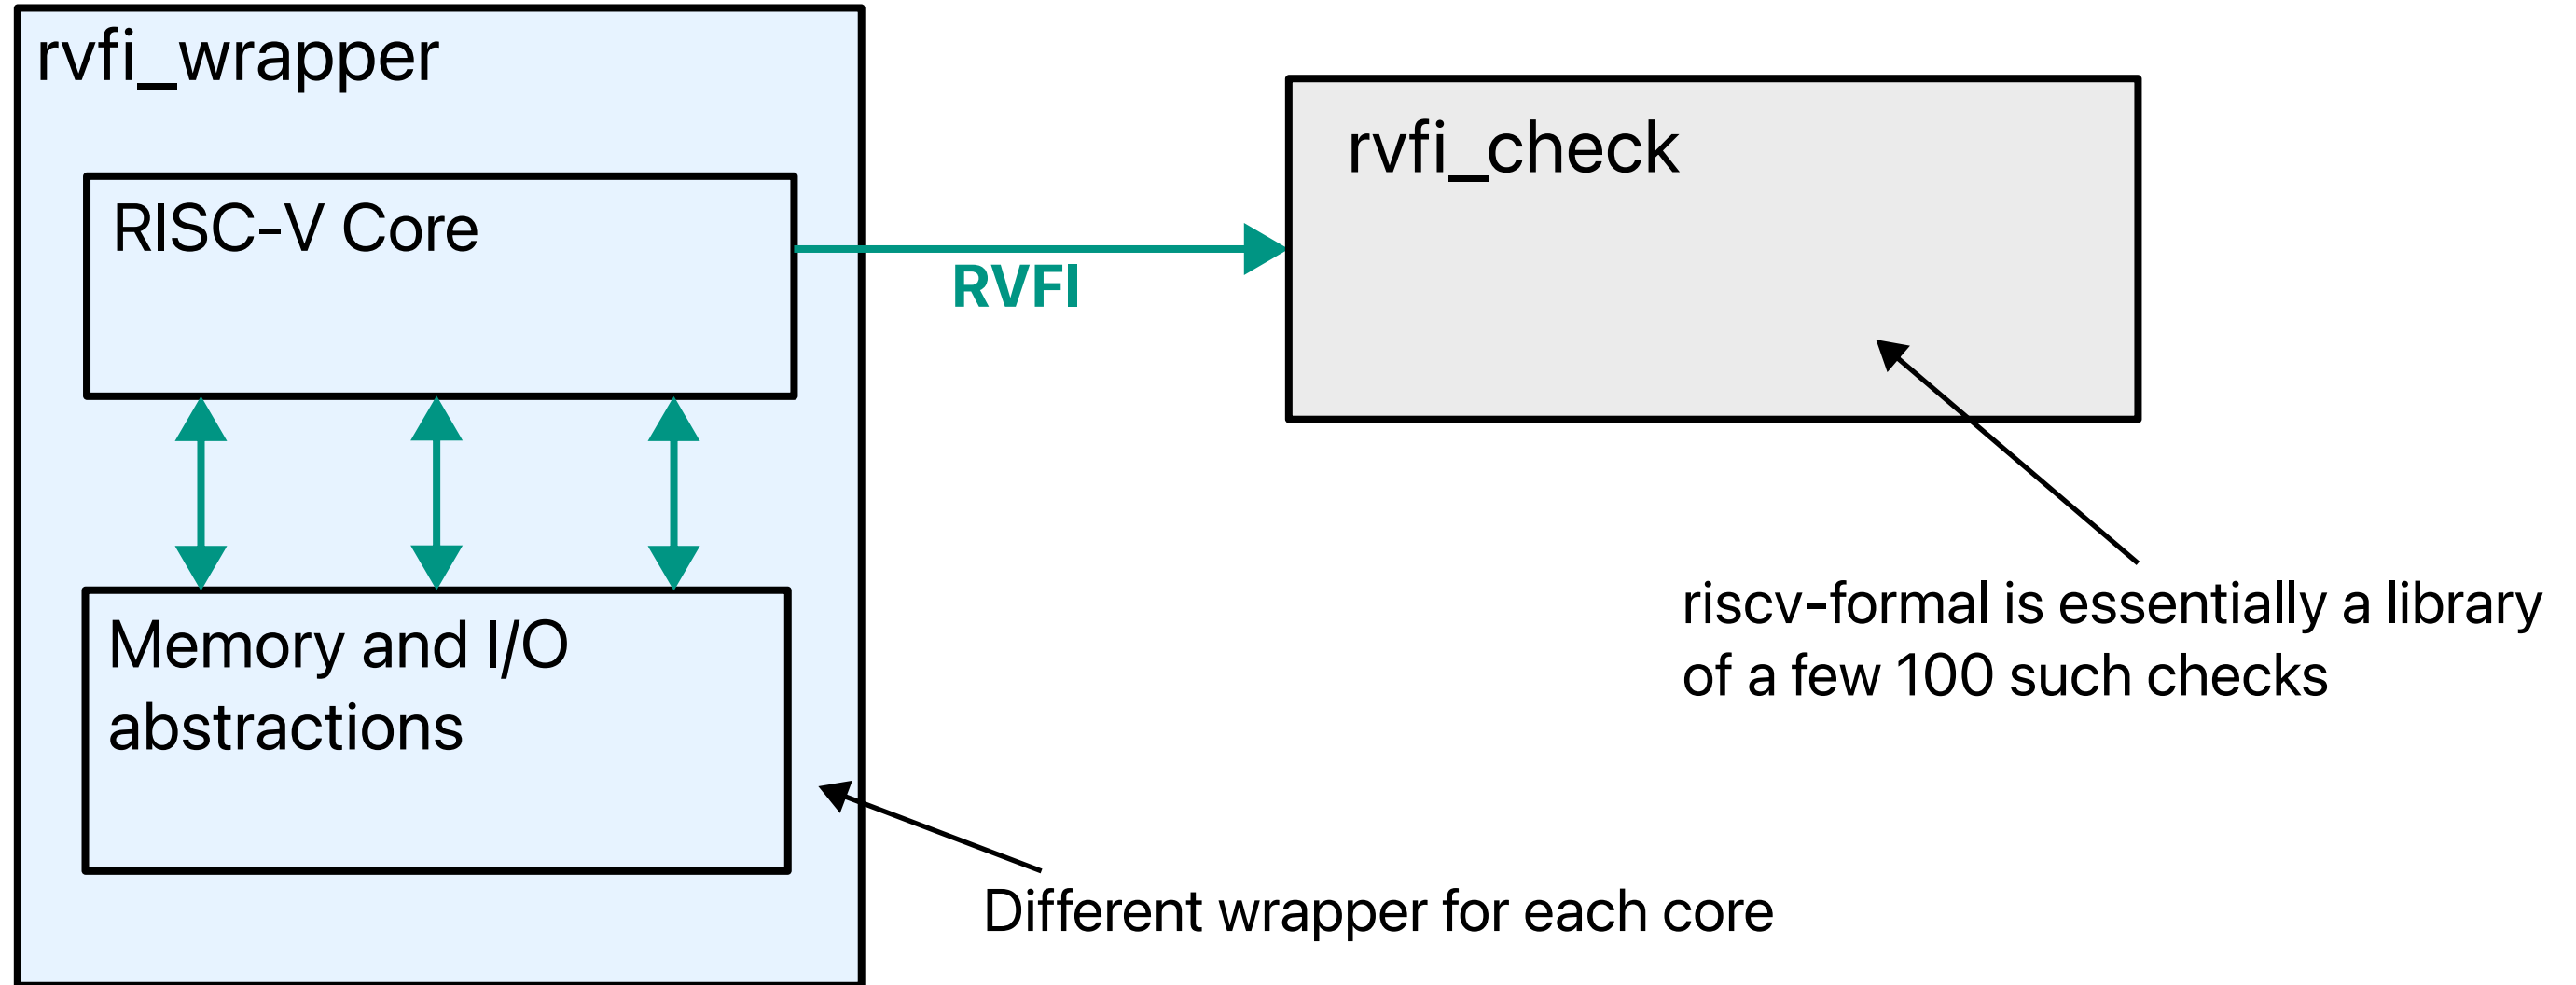 rvfi_wrapper
RISC-V Core
Memory and I/O
abstractions
RVFI
rvfi_check
riscv-formal is essentially a library
of a few 100 such checks
Different wrapper for each core